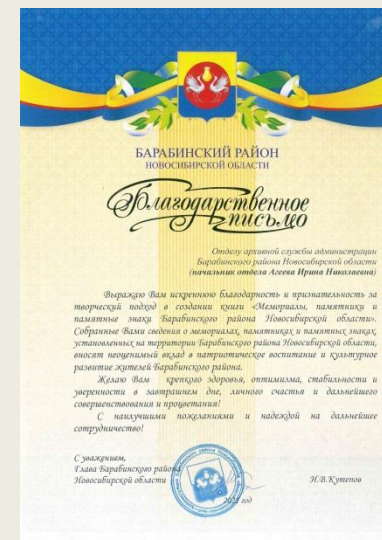 БАРАБИНСКИЙ РАЙОН
НОВОСИБИРСКОЙ ОБЛАСТИ
Благодарственное
письмо
Отделу архивной службы администрации
Барабинского района Новосибирской области
(начальник отдела Агеева Ирина Николаевна)
Выражаю Вам искреннюю благодарность и признательность за
творческий подход в создании книги «Мемориалы, памятники и
памятные знаки Барабинского района Новосибирской области».
Собранные Вами сведения о мемориалах, памятниках и памятных знаках,
установленных на территории Барабинского района Новосибирской области,
вносят неоценимый вклад в патриотическое воспитание и культурное
развитие жителей Барабинского района.
Желаю Вам крепкого здоровья, оптимизма, стабильности и
уверенности в завтрашнем дне, личного счастья и дальнейшего
совершенствования и процветания!
С наилучшими пожеланиями и надеждой на дальнейшее
сотрудничество!
С уважением,
Глава Барабинского района
Новосибирской области И.В.Кутепов
год